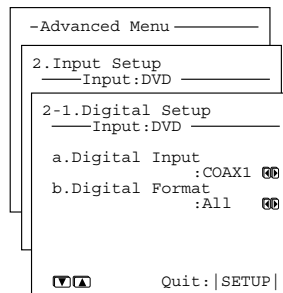 -Advanced Menu
2.Input Setup
Input:DVD
2-1.Digital Setup
Input:DVD
a.Digital Input
:COAX1
b.Digital Format
:All
Quit:|SETUP|